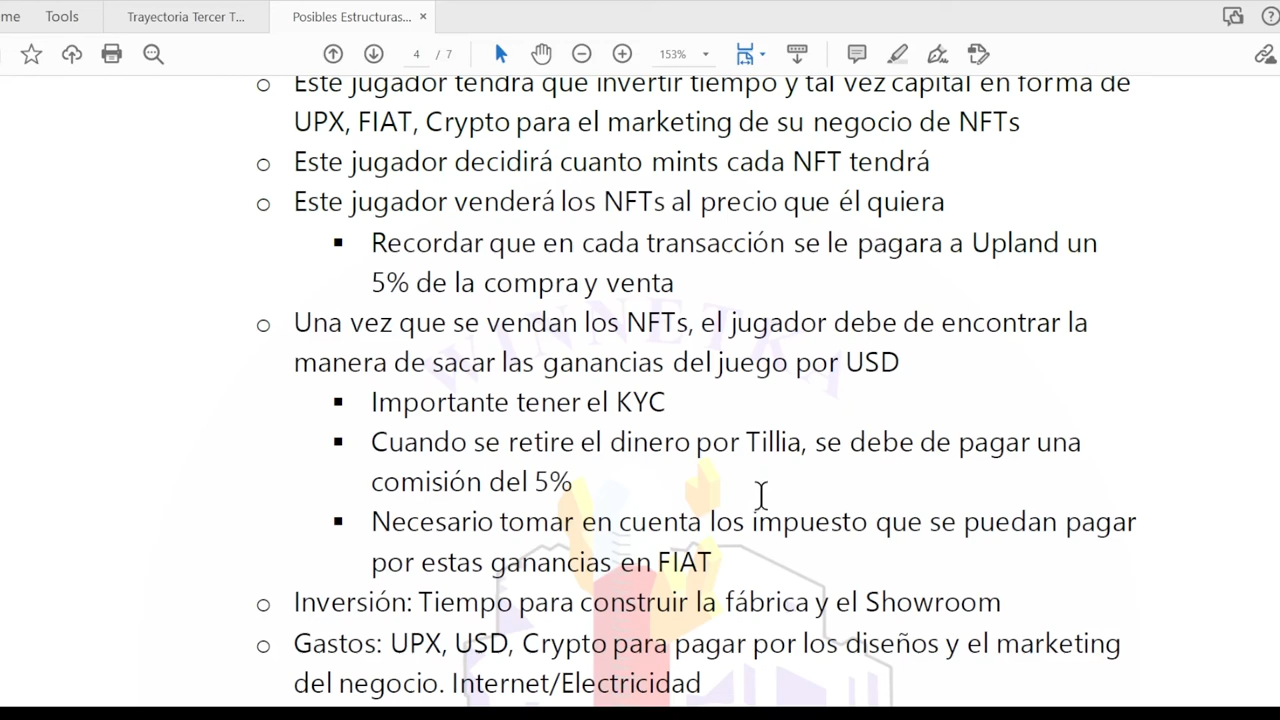 ome Tools Trayectoria Tercer T... Posibles Estructuras... ×
4 / 7 153%
Este jugador tendrá que invertir tiempo y tal vez capital en forma de
UPX, FIAT, Crypto para el marketing de su negocio de NFTs
Este jugador decidirá cuanto mints cada NFT tendrá
Este jugador venderá los NFTs al precio que él quiera
Recordar que en cada transacción se le pagara a Upland un
5% de la compra y venta
Una vez que se vendan los NFTs, el jugador debe de encontrar la
manera de sacar las ganancias del juego por USD
Importante tener el KYC
Cuando se retire el dinero por Tillia, se debe de pagar una
comisión del 5%
Necesario tomar en cuenta los impuesto que se puedan pagar
por estas ganancias en FIAT
Inversión: Tiempo para construir la fábrica y el Showroom
Gastos: UPX, USD, Crypto para pagar por los diseños y el marketing
del negocio. Internet/Electricidad
WINNETKA